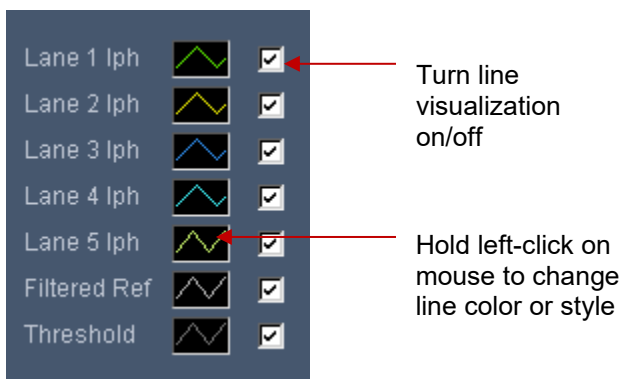 Lane 1 Iph
Lane 2 Iph
Lane 3 Iph
Lane 4 Iph
Lane 5 Iph
Filtered Ref
Threshold
Turn line
visualization
on/off
Hold left-click on
mouse to change
line color or style